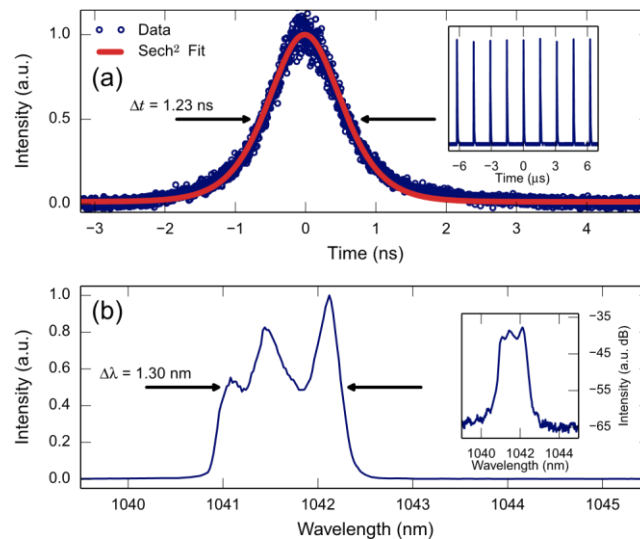 Data
Sech² Fit
(a)
Δt = 1.23 ns
Intensity (a.u.)
1.0
0.5
0.0
−3 −2 −1 0 1 2 3 4
Time (ns)
−6 −3 0 3 6
Time (μs)
(b)
Δλ = 1.30 nm
Intensity (a.u.)
1.0
0.8
0.6
0.4
0.2
0.0
1040 1041 1042 1043 1044 1045
Wavelength (nm)
−35
−45
−55
−65
Intensity (a.u. dB)
1040 1042 1044
Wavelength (nm)